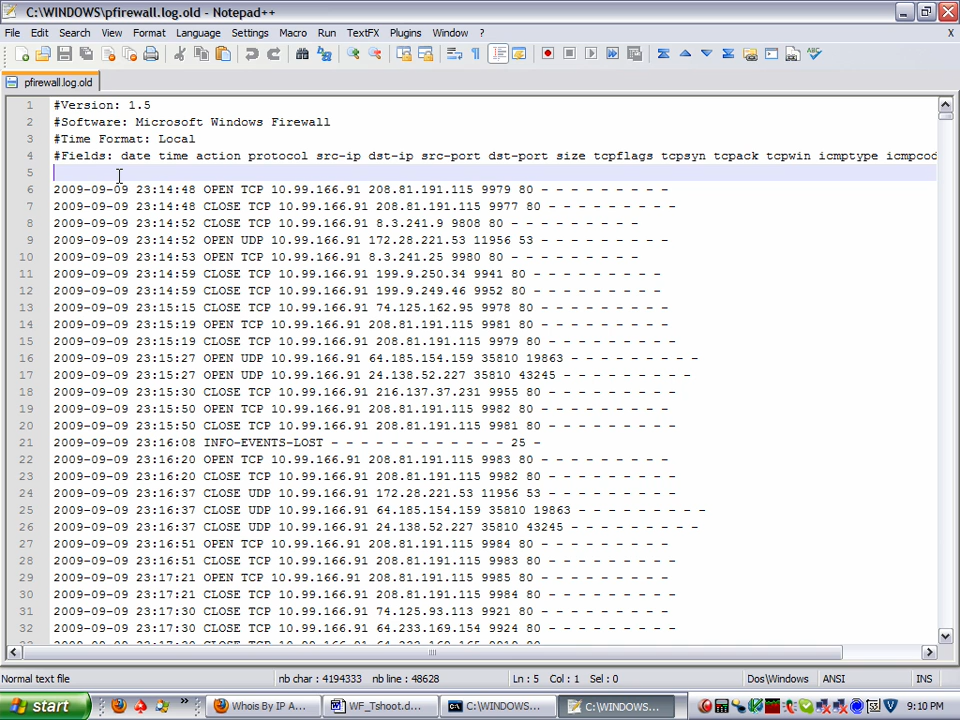 C:\WINDOWS\pfirewall.log.old - Notepad++
File Edit Search View Format Language Settings Macro Run TextFX Plugins Window ? X
pfirewall.log.old
1 #Version: 1.5
2 #Software: Microsoft Windows Firewall
3 #Time Format: Local
4 #Fields: date time action protocol src-ip dst-ip src-port dst-port size tcpflags tcpsyn tcpack tcpwin icmptype icmpcod
5
6 2009-09-09 23:14:48 OPEN TCP 10.99.166.91 208.81.191.115 9979 80 - - - - - - - - -
7 2009-09-09 23:14:48 CLOSE TCP 10.99.166.91 208.81.191.115 9977 80 - - - - - - - - -
8 2009-09-09 23:14:52 CLOSE TCP 10.99.166.91 8.3.241.9 9808 80 - - - - - - - - -
9 2009-09-09 23:14:52 OPEN UDP 10.99.166.91 172.28.221.53 11956 53 - - - - - - - - -
10 2009-09-09 23:14:53 OPEN TCP 10.99.166.91 8.3.241.25 9980 80 - - - - - - - - -
11 2009-09-09 23:14:59 CLOSE TCP 10.99.166.91 199.9.250.34 9941 80 - - - - - - - - -
12 2009-09-09 23:14:59 CLOSE TCP 10.99.166.91 199.9.249.46 9952 80 - - - - - - - - -
13 2009-09-09 23:15:15 CLOSE TCP 10.99.166.91 74.125.162.95 9978 80 - - - - - - - - -
14 2009-09-09 23:15:19 OPEN TCP 10.99.166.91 208.81.191.115 9981 80 - - - - - - - - -
15 2009-09-09 23:15:19 CLOSE TCP 10.99.166.91 208.81.191.115 9979 80 - - - - - - - - -
16 2009-09-09 23:15:27 OPEN UDP 10.99.166.91 64.185.154.159 35810 19863 - - - - - - - - -
17 2009-09-09 23:15:27 OPEN UDP 10.99.166.91 24.138.52.227 35810 43245 - - - - - - - - -
18 2009-09-09 23:15:30 CLOSE TCP 10.99.166.91 216.137.37.231 9955 80 - - - - - - - - -
19 2009-09-09 23:15:50 OPEN TCP 10.99.166.91 208.81.191.115 9982 80 - - - - - - - - -
20 2009-09-09 23:15:50 CLOSE TCP 10.99.166.91 208.81.191.115 9981 80 - - - - - - - - -
21 2009-09-09 23:16:08 INFO-EVENTS-LOST - - - - - - - - - - - - 25 -
22 2009-09-09 23:16:20 OPEN TCP 10.99.166.91 208.81.191.115 9983 80 - - - - - - - - -
23 2009-09-09 23:16:20 CLOSE TCP 10.99.166.91 208.81.191.115 9982 80 - - - - - - - - -
24 2009-09-09 23:16:37 CLOSE UDP 10.99.166.91 172.28.221.53 11956 53 - - - - - - - - -
25 2009-09-09 23:16:37 CLOSE UDP 10.99.166.91 64.185.154.159 35810 19863 - - - - - - - - -
26 2009-09-09 23:16:37 CLOSE UDP 10.99.166.91 24.138.52.227 35810 43245 - - - - - - - - -
27 2009-09-09 23:16:51 OPEN TCP 10.99.166.91 208.81.191.115 9984 80 - - - - - - - - -
28 2009-09-09 23:16:51 CLOSE TCP 10.99.166.91 208.81.191.115 9983 80 - - - - - - - - -
29 2009-09-09 23:17:21 OPEN TCP 10.99.166.91 208.81.191.115 9985 80 - - - - - - - - -
30 2009-09-09 23:17:21 CLOSE TCP 10.99.166.91 208.81.191.115 9984 80 - - - - - - - - -
31 2009-09-09 23:17:30 CLOSE TCP 10.99.166.91 74.125.93.113 9921 80 - - - - - - - - -
32 2009-09-09 23:17:30 CLOSE TCP 10.99.166.91 64.233.169.154 9924 80 - - - - - - - - -
Normal text file nb char : 4194333 nb line : 48628 Ln : 5 Col : 1 Sel : 0 Dos\Windows ANSI INS
start Whois By IP A... WF_Tshoot.d... C:\WINDOWS... C:\WINDOWS... 9:10 PM